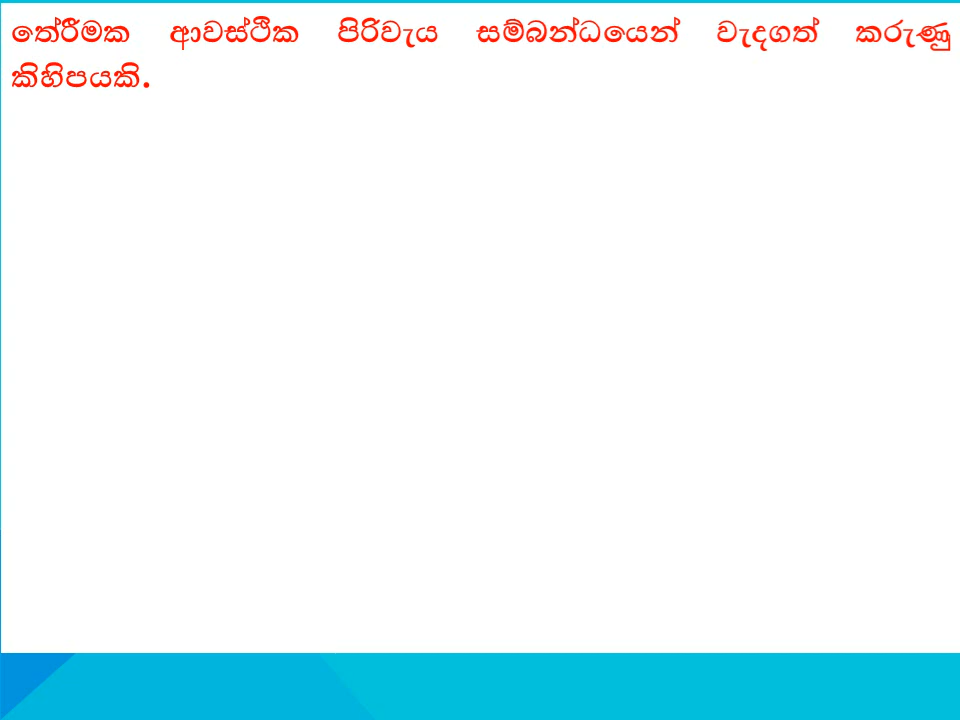 තේරීමක ආවස්ථික පිරිවැය සම්බන්ධයෙන් වැදගත් කරුණු
කිහිපයකි.